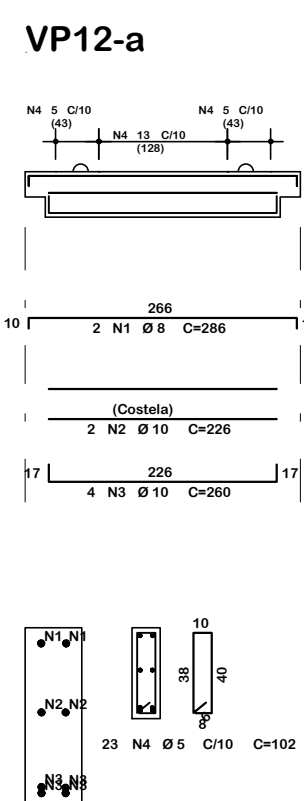 VP12-a
N4 5 C/10
(43)
N4 5 C/10
(43)
N4 13 C/10
(128)
266
10
2 N1 Ø 8 C=286
(Costela)
2 N2 Ø 10 C=226
17
226
17
4 N3 Ø 10 C=260
10
N1 N1
38
40
N2 N2
8
23 N4 Ø 5 C/10 C=102
N3 N3